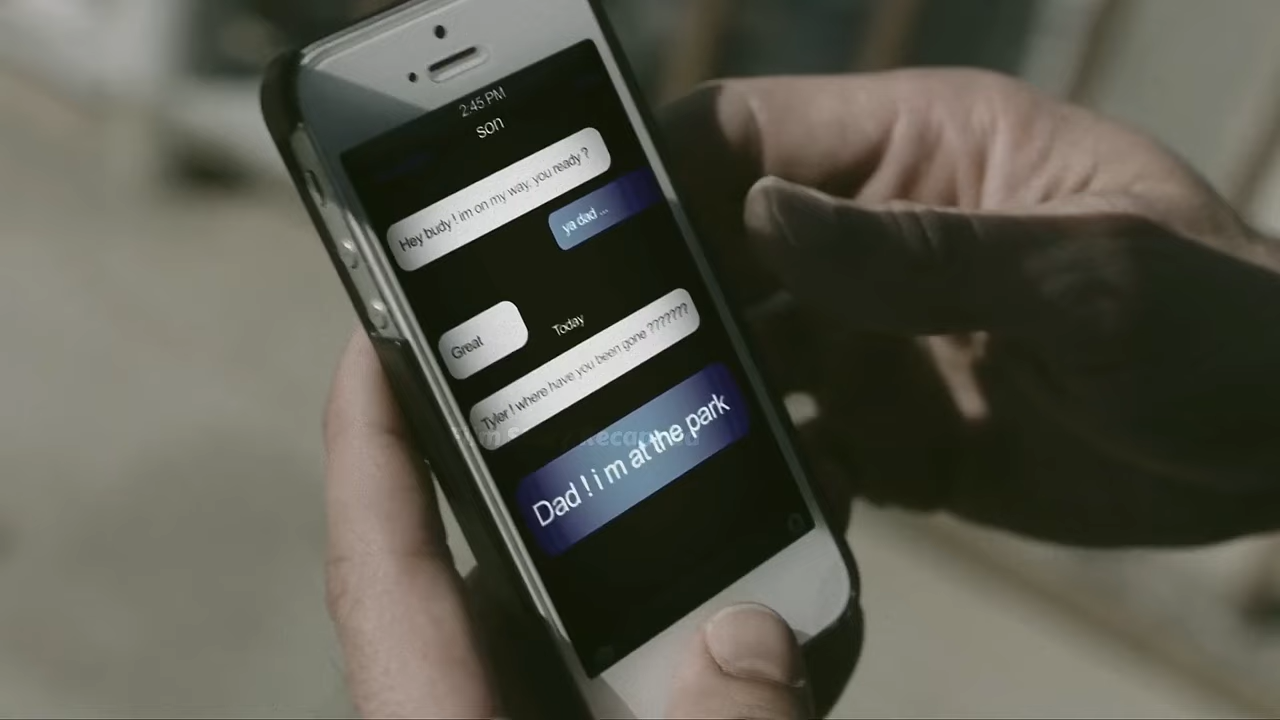 2:45 PM
son
Hey budy ! im on my way, you ready ?
ya dad ...
Great
Today
Tyler ! where have you been gone ???????
Dad ! i m at the park